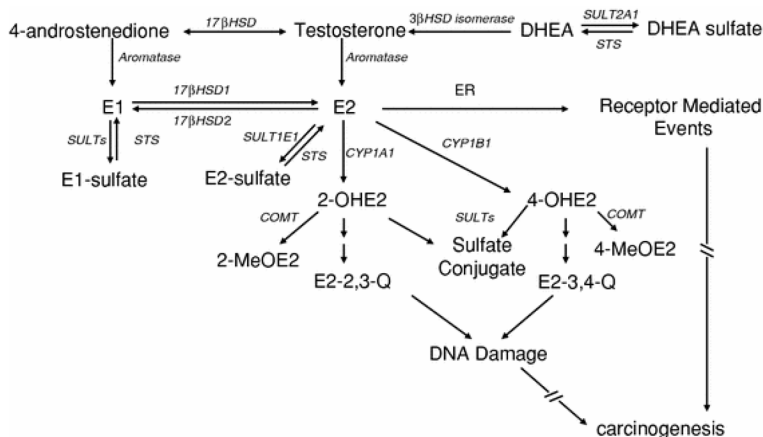 4-androstenedione 17βHSD Testosterone 3βHSD isomerase DHEA SULT2A1 DHEA sulfate
STS
Aromatase Aromatase
E1 17βHSD1 E2 ER Receptor Mediated
Events
17βHSD2
SULTs STS SULT1E1 STS CYP1A1 CYP1B1
E1-sulfate E2-sulfate
2-OHE2 4-OHE2
COMT SULTs COMT
2-MeOE2 Sulfate 4-MeOE2
Conjugate
E2-2,3-Q E2-3,4-Q
DNA Damage
carcinogenesis